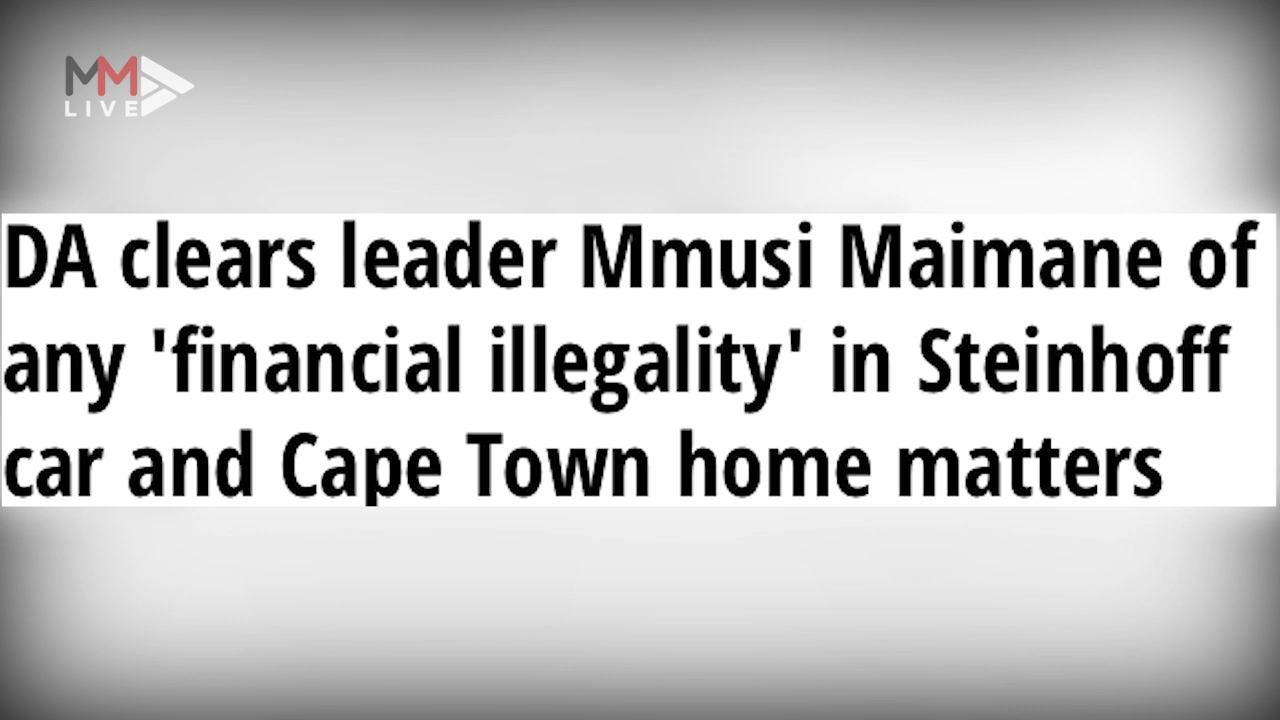 MM
LIVE
DA clears leader Mmusi Maimane of
any 'financial illegality' in Steinhoff
car and Cape Town home matters